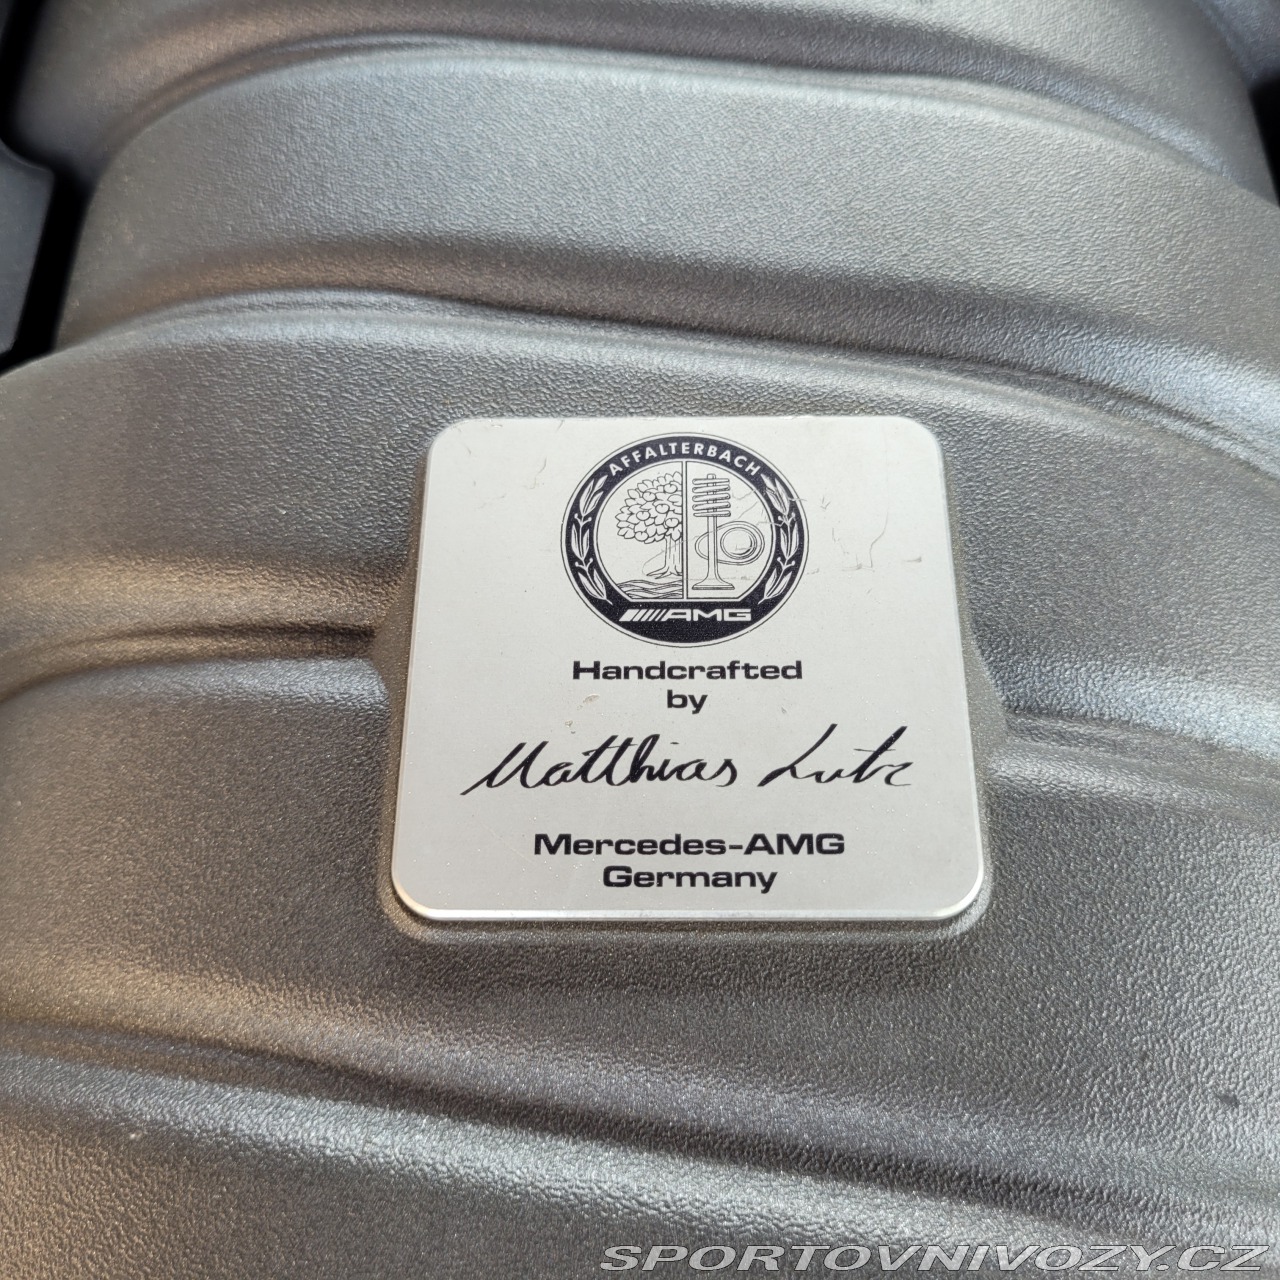 AFFALTERBACH
AMG
Handcrafted
by
Matthias Lutz
Mercedes-AMG
Germany
SPORTOVNIVOZY.CZ